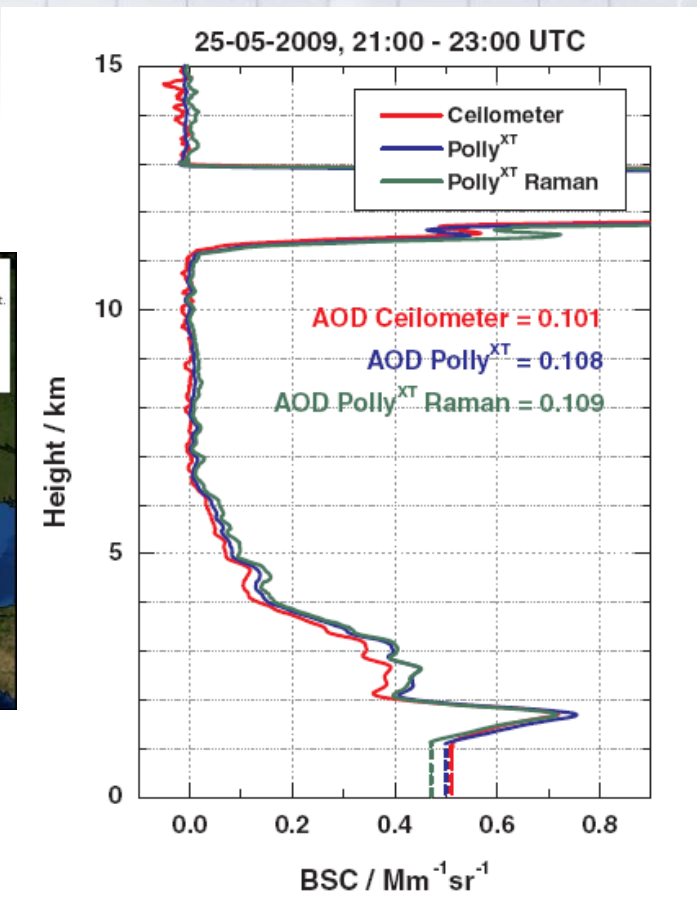 25-05-2009, 21:00 - 23:00 UTC
Ceilometer
Polly^XT
Polly^XT Raman
AOD Ceilometer = 0.101
AOD Polly^XT = 0.108
AOD Polly^XT Raman = 0.109
15
10
5
0
Height / km
0.0 0.2 0.4 0.6 0.8
BSC / Mm^-1sr^-1
t.